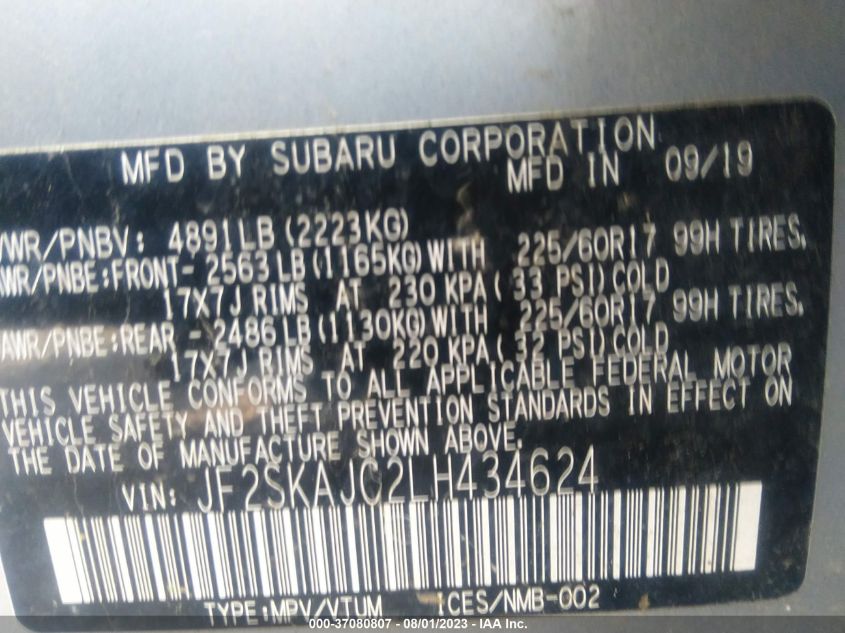 MFD BY SUBARU CORPORATION
MFD IN 09/19
WR/PNBV: 4891LB (2223KG)
AWR/PNBE:FRONT- 2563LB(1165KG)WITH 225/60R17 99H TIRES.
17X7J RIMS AT 230 KPA( 33 PSI)COLD
AWR/PNBE:REAR - 2486LB(1130KG)WITH 225/60R17 99H TIRES.
17X7J RIMS AT 220 KPA( 32 PSI)COLD
THIS VEHICLE CONFORMS TO ALL APPLICABLE FEDERAL MOTOR
VEHICLE SAFETY AND THEFT PREVENTION STANDARDS IN EFFECT ON
THE DATE OF MANUFACTURE SHOWN ABOVE.
VIN: JF2SKAJC2LH434624
TYPE:MPV/VTUM ICES/NMB-002
000-37080807 - 08/01/2023 - IAA Inc.